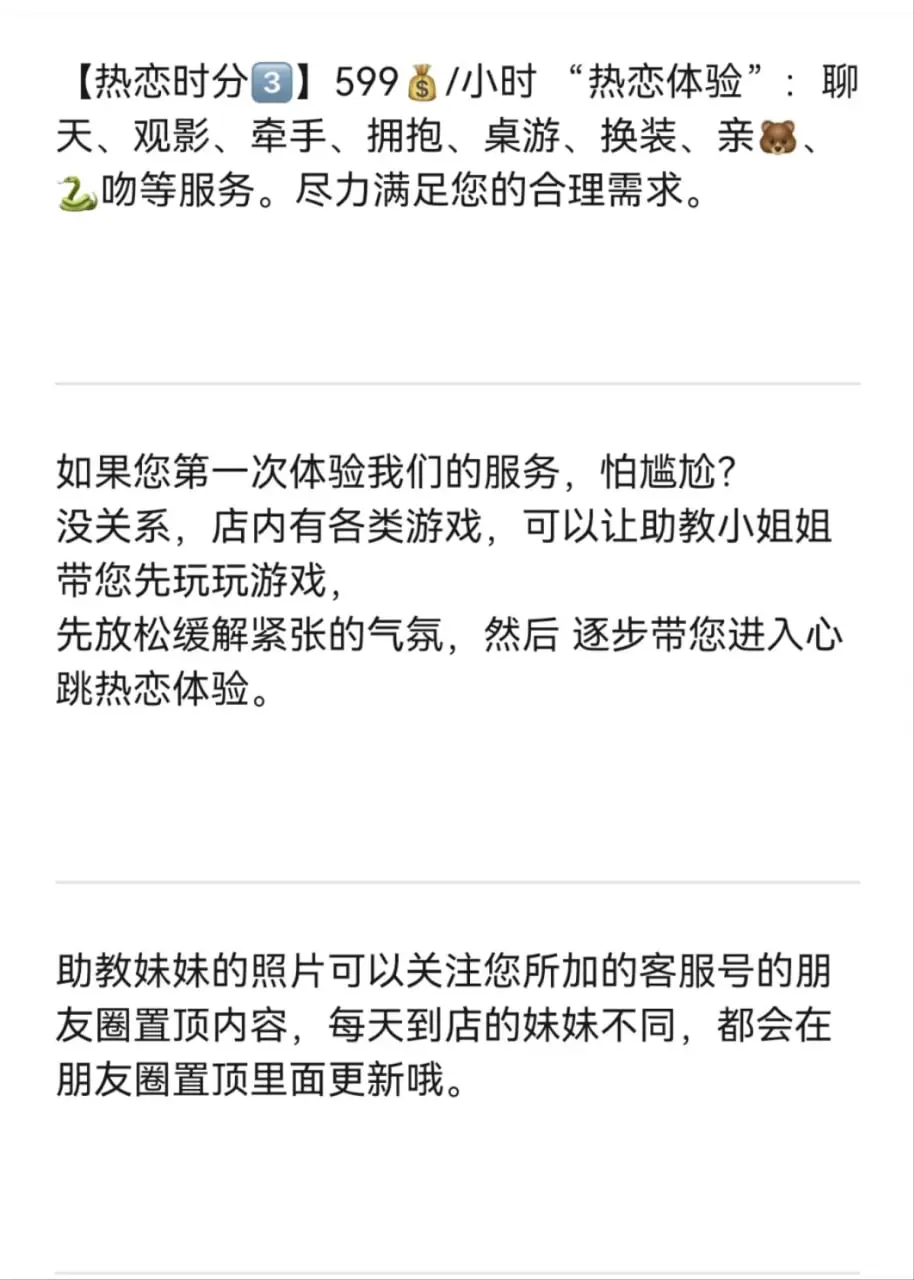 【热恋时分3️⃣】599💰/小时 “热恋体验”：聊
天、观影、牵手、拥抱、桌游、换装、亲🐻、
🐍吻等服务。尽力满足您的合理需求。
如果您第一次体验我们的服务，怕尴尬？
没关系，店内有各类游戏，可以让助教小姐姐
带您先玩玩游戏，
先放松缓解紧张的气氛，然后 逐步带您进入心
跳热恋体验。
助教妹妹的照片可以关注您所加的客服号的朋
友圈置顶内容，每天到店的妹妹不同，都会在
朋友圈置顶里面更新哦。